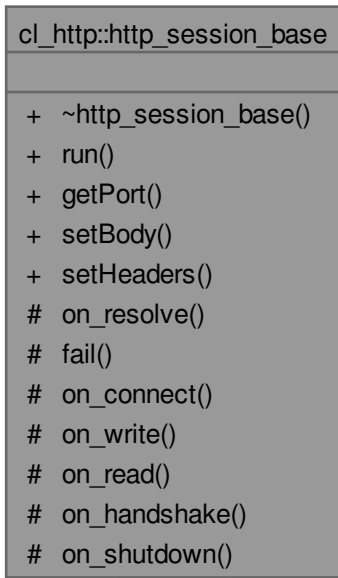 cl_http::http_session_base
+ ~http_session_base()
+ run()
+ getPort()
+ setBody()
+ setHeaders()
# on_resolve()
# fail()
# on_connect()
# on_write()
# on_read()
# on_handshake()
# on_shutdown()